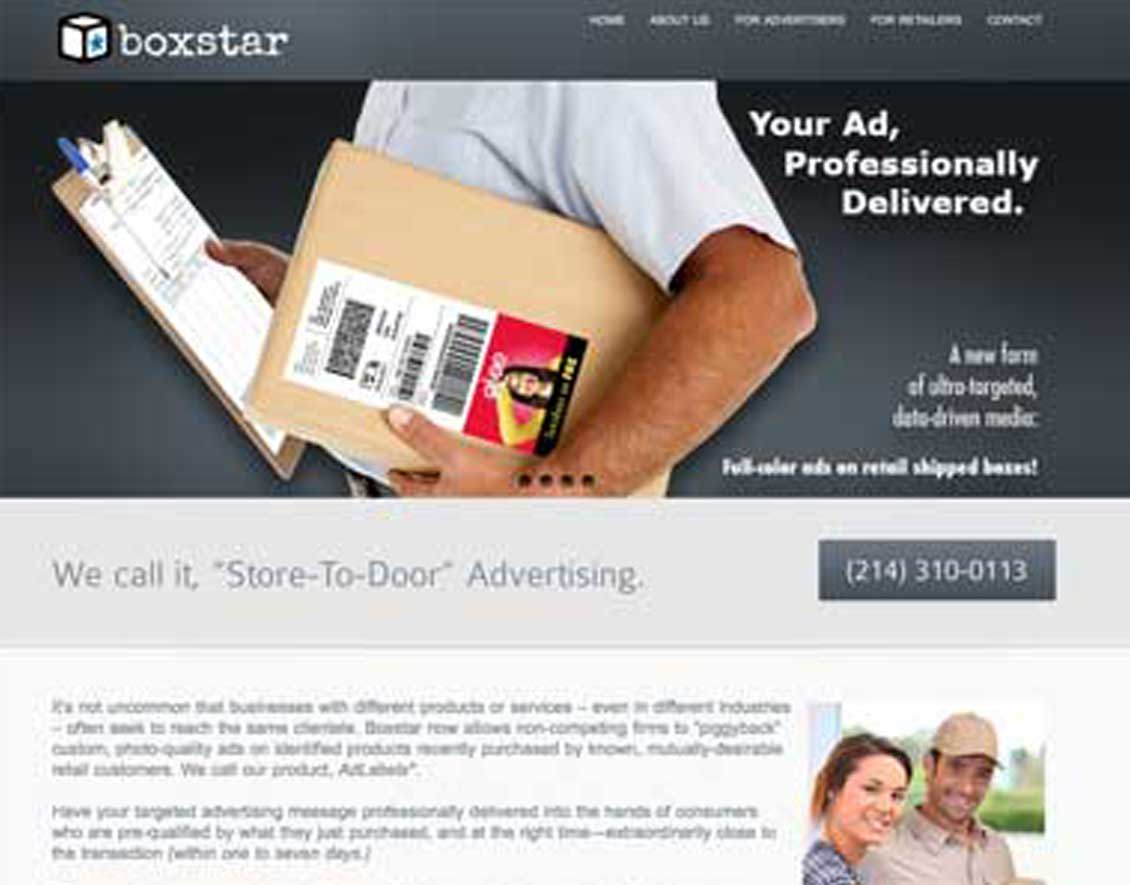 boxstar
HOME ABOUT US FOR ADVERTISERS FOR RETAILERS CONTACT
Your Ad,
Professionally
Delivered.
glee
on FOX
A new form
of ultra-targeted,
data-driven media:
Full-color ads on retail shipped boxes!
We call it, "Store-To-Door" Advertising.
(214) 310-0113
It's not uncommon that businesses with different products or services – even in different industries
– often seek to reach the same clientele. Boxstar now allows non-competing firms to "piggyback"
custom, photo-quality ads on identified products recently purchased by known, mutually-desirable
retail customers. We call our product, AdLabels®.
Have your targeted advertising message professionally delivered into the hands of consumers
who are pre-qualified by what they just purchased, and at the right time—extraordinarily close to
the transaction (within one to seven days.)